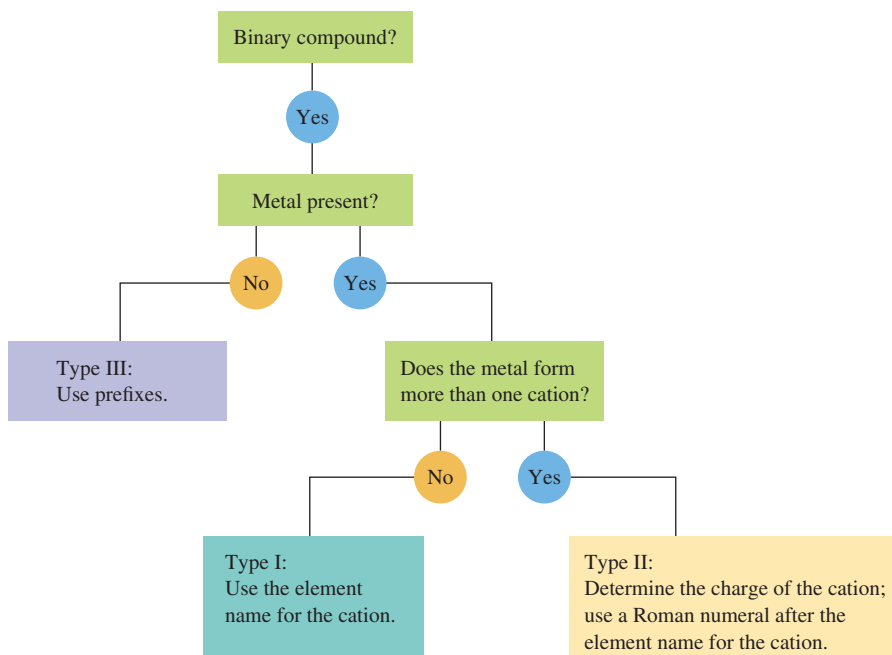 Binary compound?
Yes
Metal present?
No
Yes
Type III:
Use prefixes.
Does the metal form
more than one cation?
No
Yes
Type I:
Use the element
name for the cation.
Type II:
Determine the charge of the cation;
use a Roman numeral after the
element name for the cation.